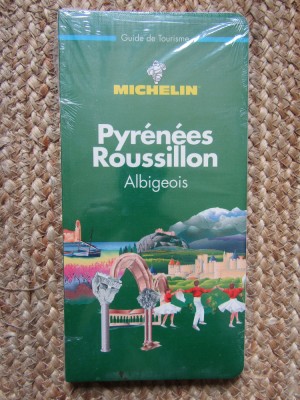 Guide de Tourisme
MICHELIN
Pyrénées
Roussillon
Albigeois